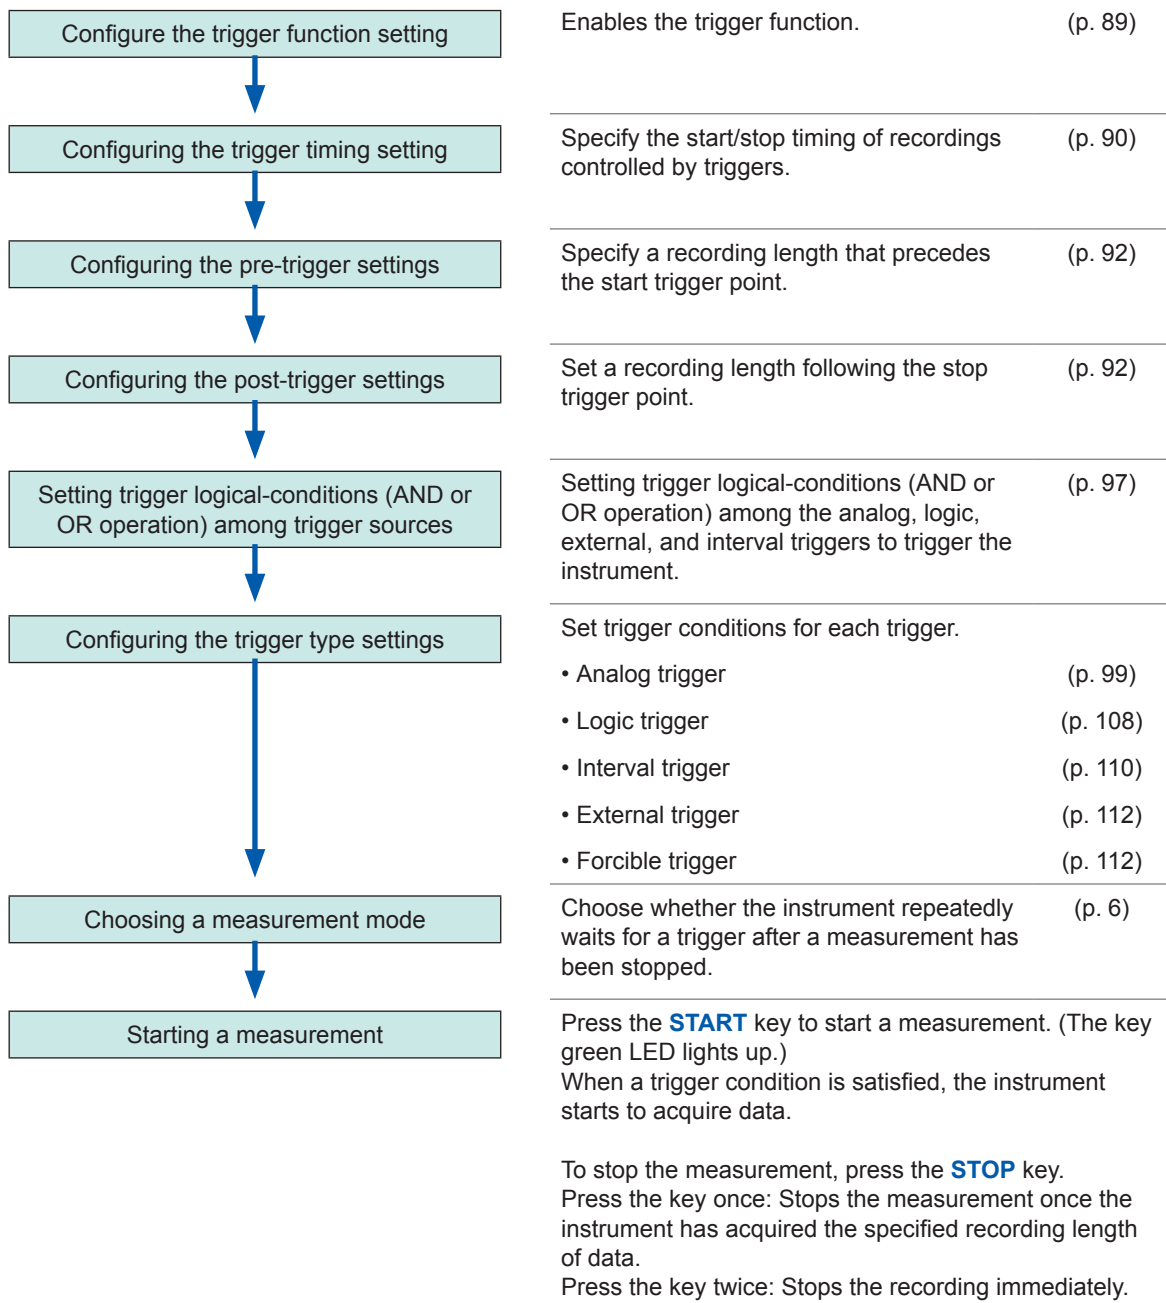 Configure the trigger function setting
Enables the trigger function. (p. 89)
Configuring the trigger timing setting
Specify the start/stop timing of recordings (p. 90)
controlled by triggers.
Configuring the pre-trigger settings
Specify a recording length that precedes (p. 92)
the start trigger point.
Configuring the post-trigger settings
Set a recording length following the stop (p. 92)
trigger point.
Setting trigger logical-conditions (AND or
OR operation) among trigger sources
Setting trigger logical-conditions (AND or (p. 97)
OR operation) among the analog, logic,
external, and interval triggers to trigger the
instrument.
Configuring the trigger type settings
Set trigger conditions for each trigger.
• Analog trigger (p. 99)
• Logic trigger (p. 108)
• Interval trigger (p. 110)
• External trigger (p. 112)
• Forcible trigger (p. 112)
Choosing a measurement mode
Choose whether the instrument repeatedly (p. 6)
waits for a trigger after a measurement has
been stopped.
Starting a measurement
Press the START key to start a measurement. (The key
green LED lights up.)
When a trigger condition is satisfied, the instrument
starts to acquire data.
To stop the measurement, press the STOP key.
Press the key once: Stops the measurement once the
instrument has acquired the specified recording length
of data.
Press the key twice: Stops the recording immediately.